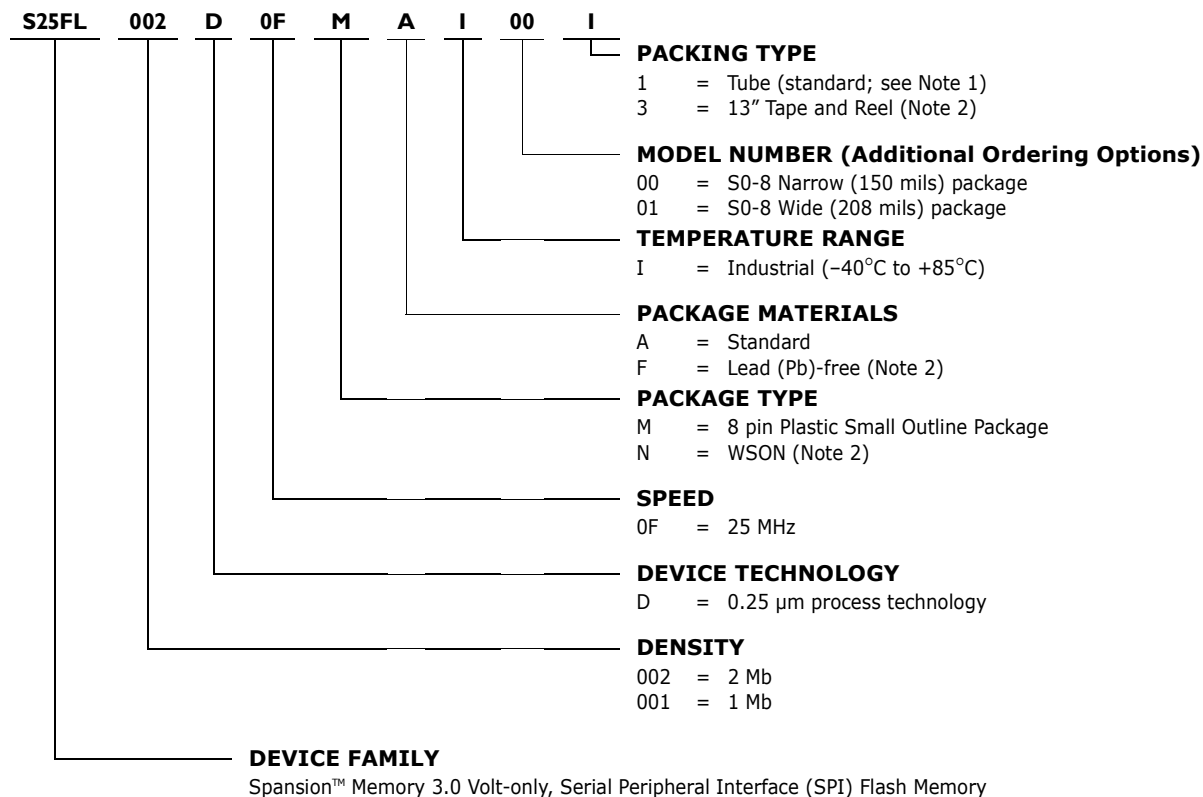 S25FL 002 D 0F M A I 00 I
PACKING TYPE
1 = Tube (standard; see Note 1)
3 = 13” Tape and Reel (Note 2)
MODEL NUMBER (Additional Ordering Options)
00 = S0-8 Narrow (150 mils) package
01 = S0-8 Wide (208 mils) package
TEMPERATURE RANGE
I = Industrial (–40°C to +85°C)
PACKAGE MATERIALS
A = Standard
F = Lead (Pb)-free (Note 2)
PACKAGE TYPE
M = 8 pin Plastic Small Outline Package
N = WSON (Note 2)
SPEED
0F = 25 MHz
DEVICE TECHNOLOGY
D = 0.25 µm process technology
DENSITY
002 = 2 Mb
001 = 1 Mb
DEVICE FAMILY
Spansion™ Memory 3.0 Volt-only, Serial Peripheral Interface (SPI) Flash Memory